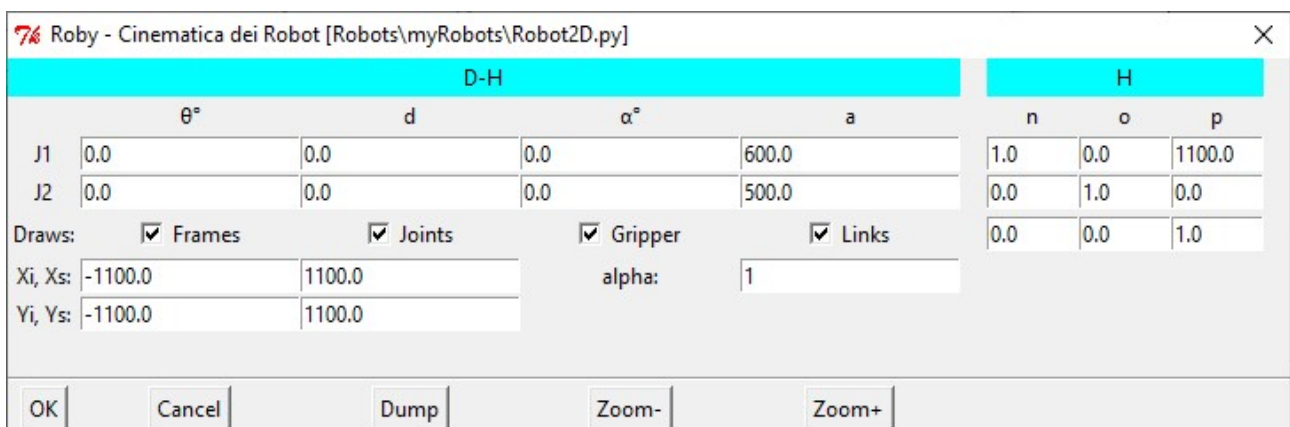 Roby - Cinematica dei Robot [Robots\myRobots\Robot2D.py]
D-H H
θ° d α° a n o p
J1 0.0 0.0 0.0 600.0 1.0 0.0 1100.0
J2 0.0 0.0 0.0 500.0 0.0 1.0 0.0
Draws: Frames Joints Gripper Links 0.0 0.0 1.0
Xi, Xs: -1100.0 1100.0 alpha: 1
Yi, Ys: -1100.0 1100.0
OK Cancel Dump Zoom- Zoom+